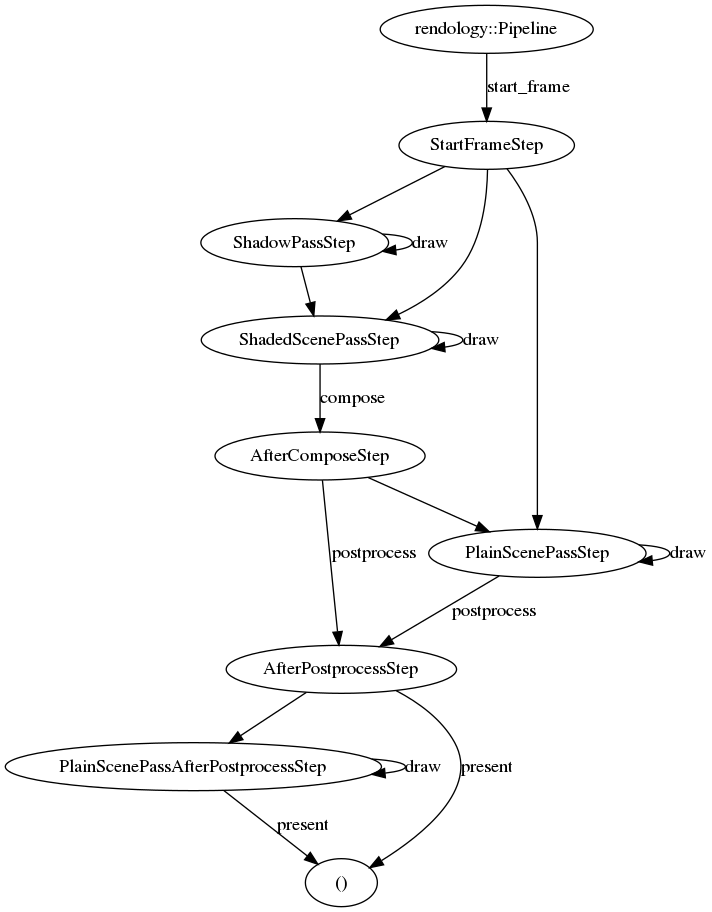 rendology::Pipeline
start_frame
StartFrameStep
ShadowPassStep
draw
ShadedScenePassStep
draw
compose
AfterComposeStep
postprocess
PlainScenePassStep
draw
postprocess
AfterPostprocessStep
PlainScenePassAfterPostprocessStep
draw
present
present
()